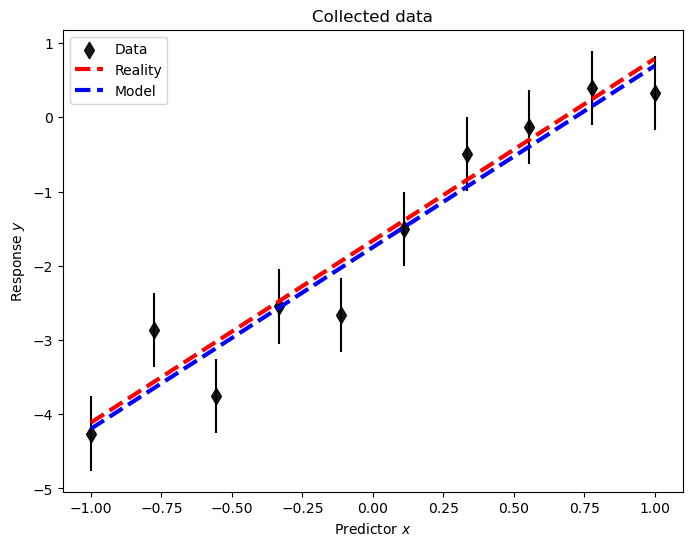 Collected data
Data
Reality
Model
1
0
−1
−2
−3
−4
−5
Response y
−1.00
−0.75
−0.50
−0.25
0.00
0.25
0.50
0.75
1.00
Predictor x